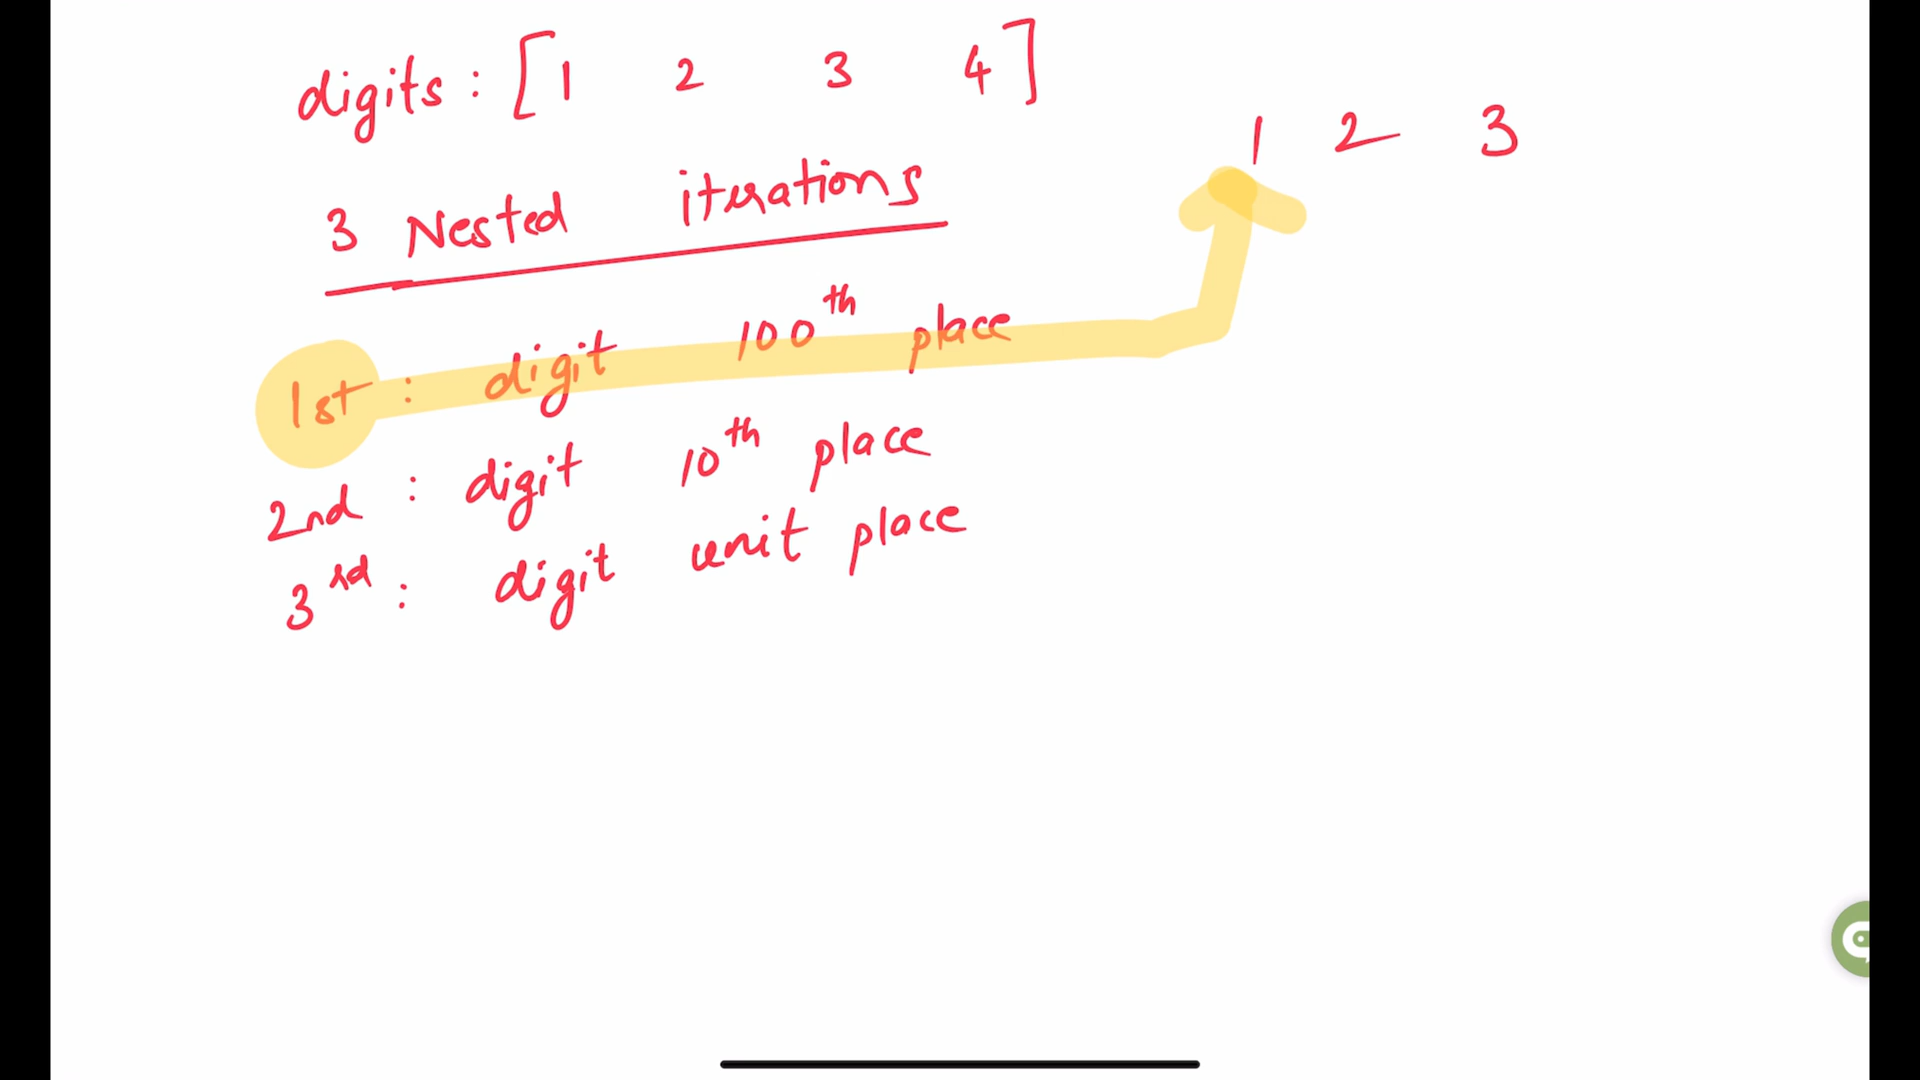 digits : [1 2 3 4]
1 2 3
3 Nested iterations
1st : digit 100th place
2nd : digit 10th place
3rd : digit unit place